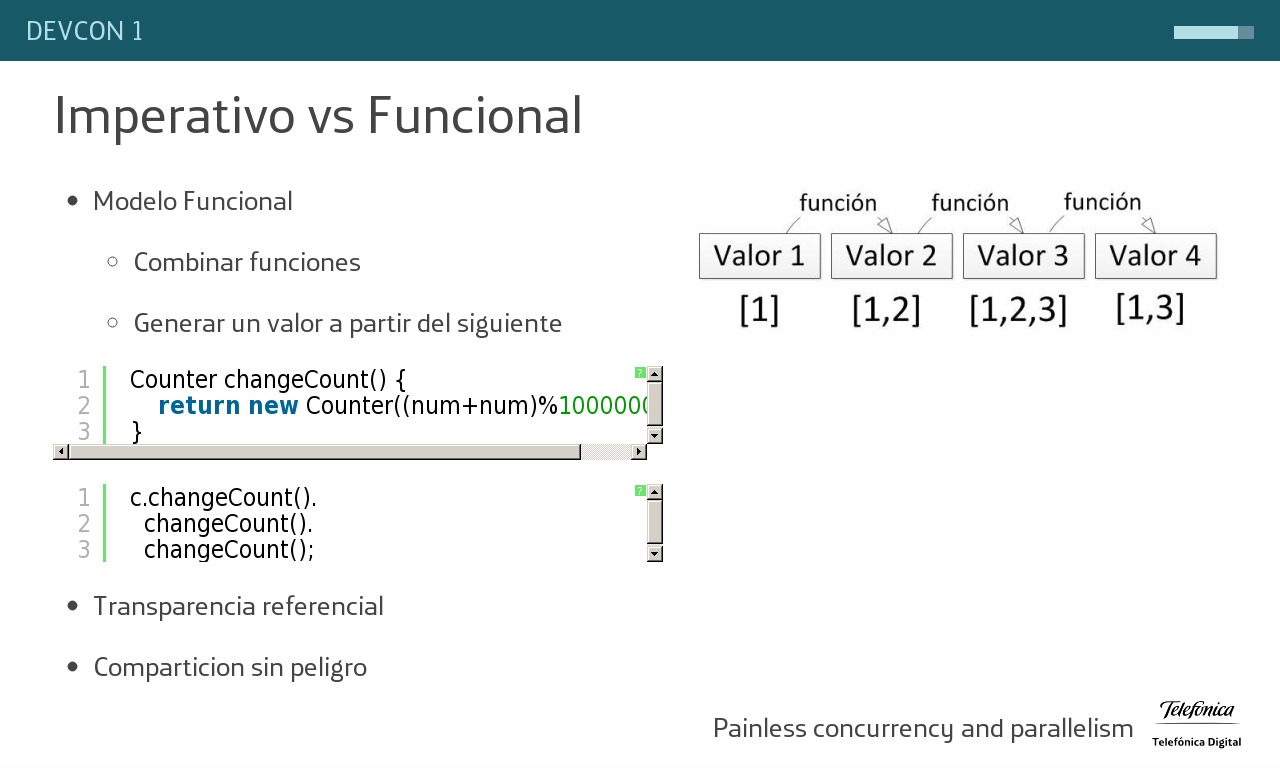 DEVCON 1
Imperativo vs Funcional
Modelo Funcional
Combinar funciones
Generar un valor a partir del siguiente
1 Counter changeCount() {
2 return new Counter((num+num)%1000000
3 }
1 c.changeCount().
2 changeCount().
3 changeCount();
Transparencia referencial
Comparticion sin peligro
función función función
Valor 1 Valor 2 Valor 3 Valor 4
[1] [1,2] [1,2,3] [1,3]
Painless concurrency and parallelism
Telefónica
Telefónica Digital